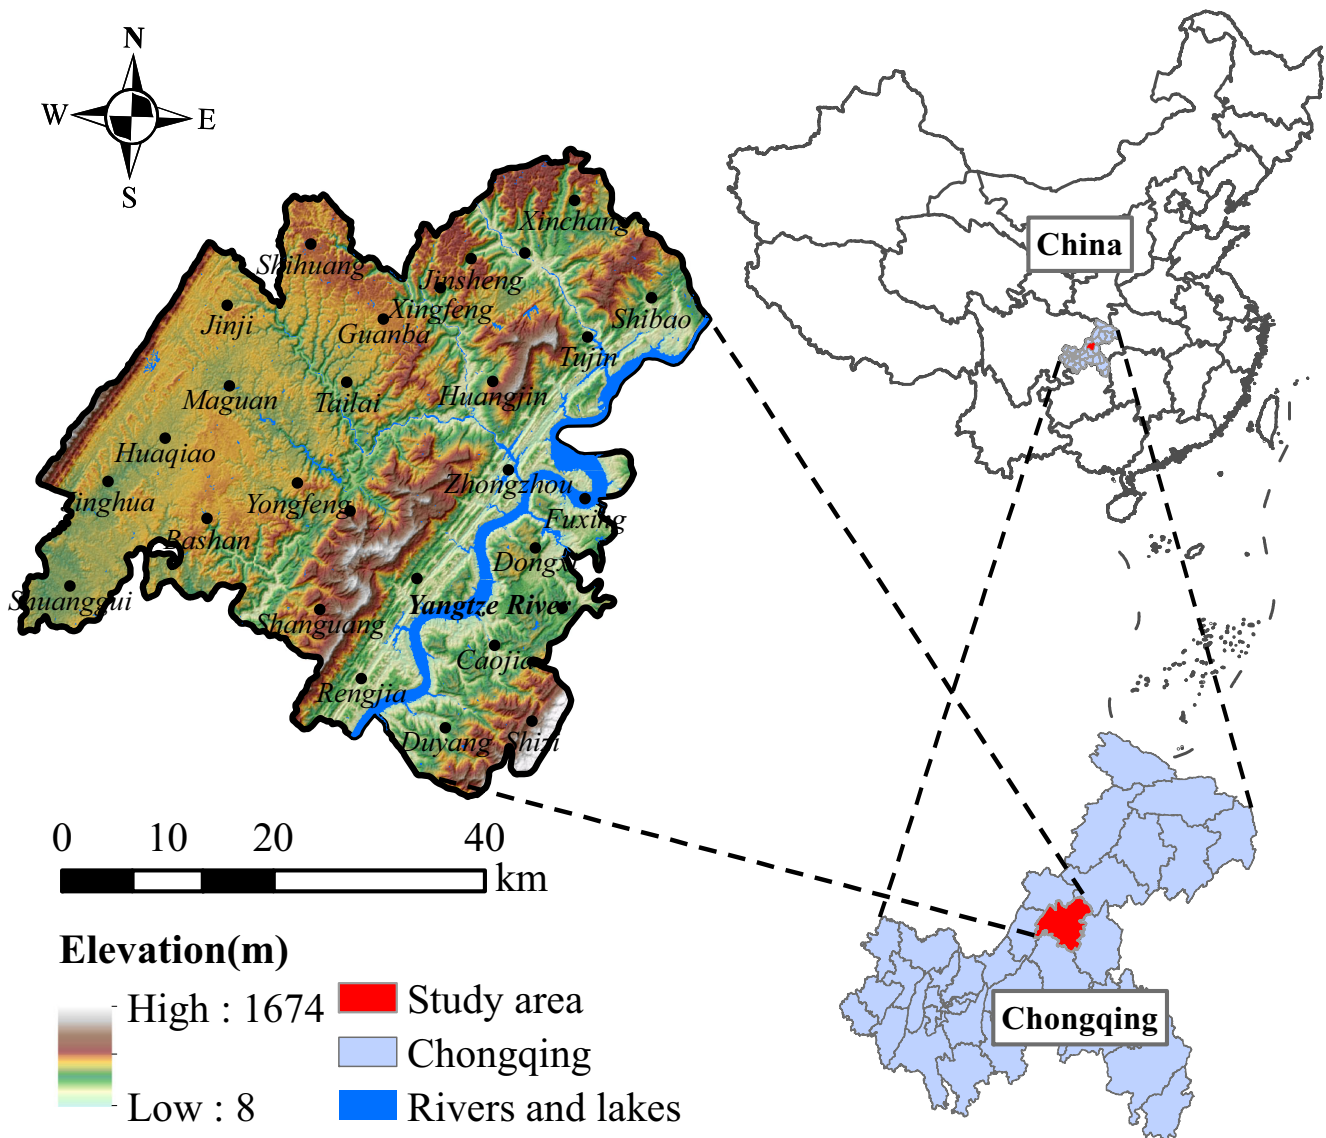 N
W
E
S
China
Xinchang
Shihuang
Jinsheng
Xingfeng
Jinji
Guanba
Shibao
Tujin
Maguan
Tailai
Huangjin
Huaqiao
Zhongzhou
Jinghua
Yongfeng
Fuxing
Bashan
Dongxi
Shuanggui
Yangtze River
Shanguang
Caojia
Rengjia
Duyang
Shizi
0 10 20 40
km
Elevation(m)
High : 1674
Low : 8
Study area
Chongqing
Rivers and lakes
Chongqing